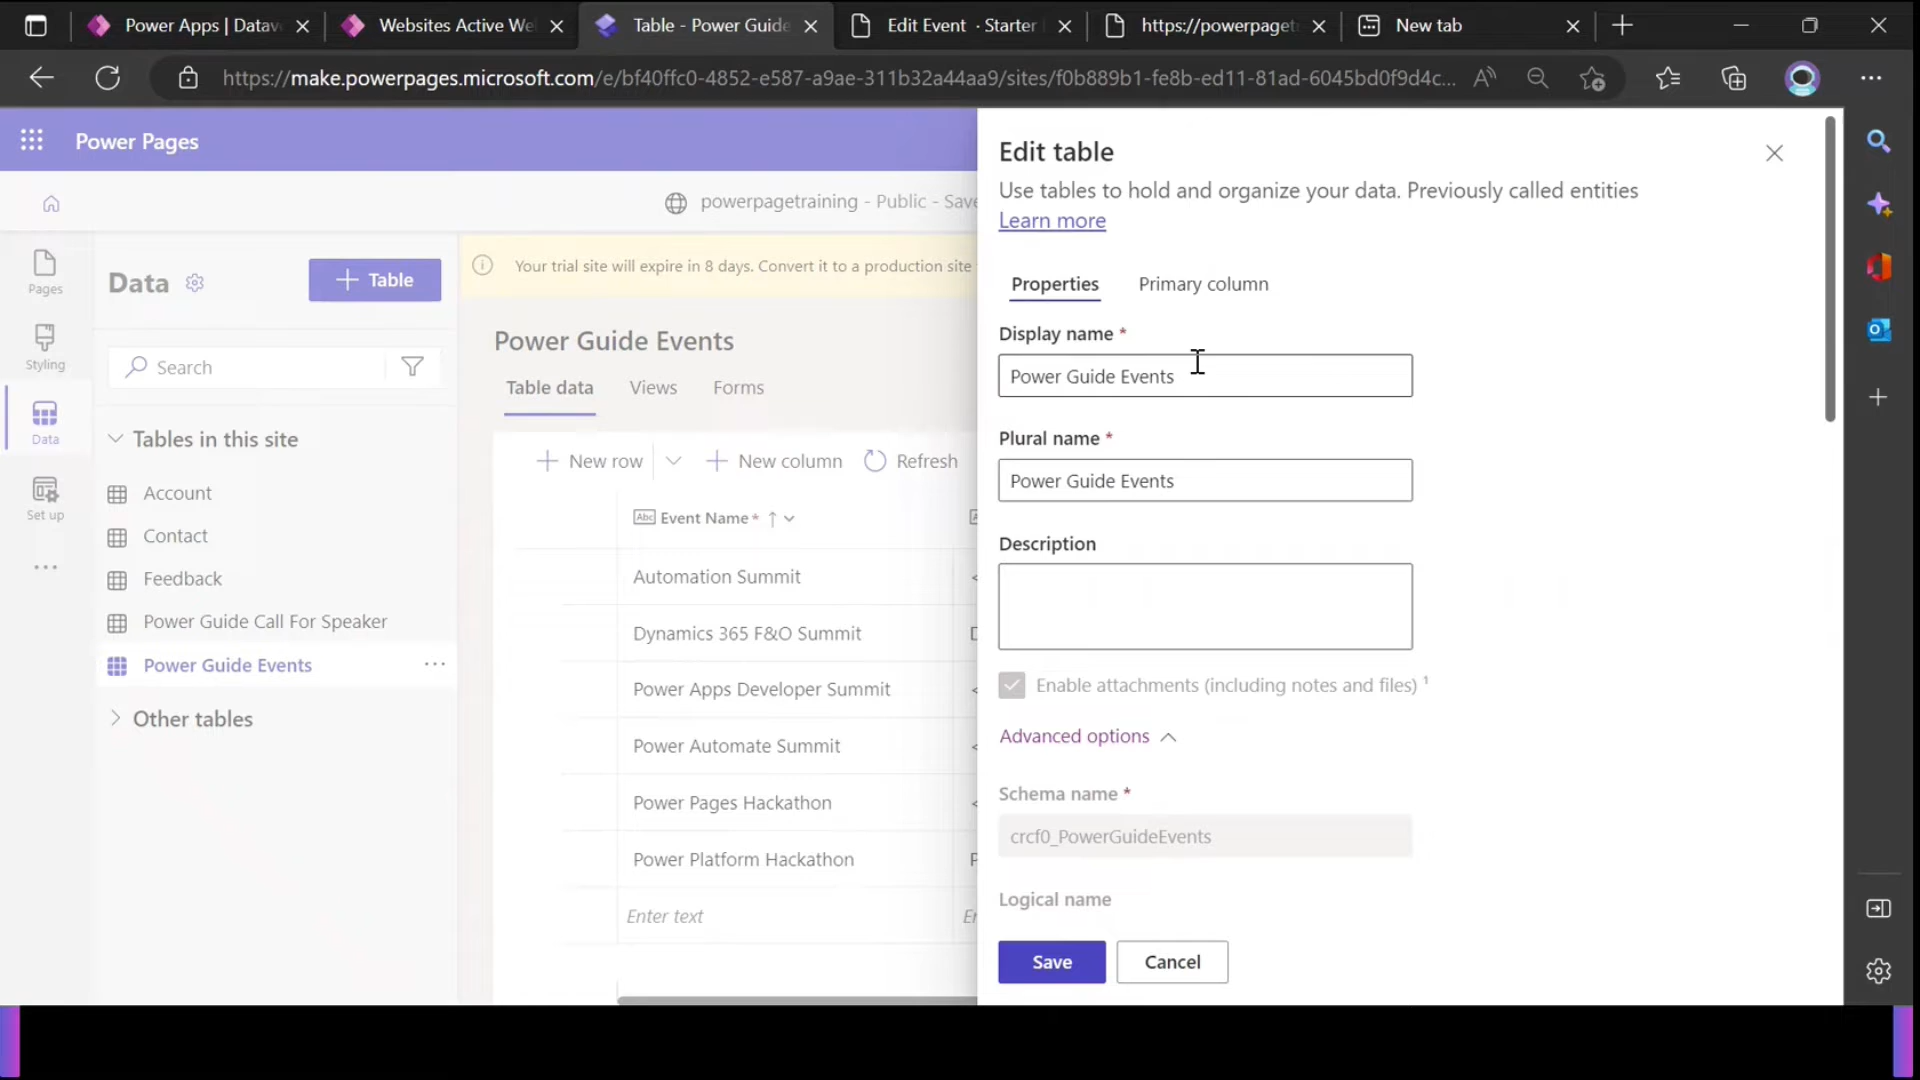 Power Apps | Datav
Websites Active We
Table - Power Guide
Edit Event · Starter
https://powerpaget
New tab
https://make.powerpages.microsoft.com/e/bf40ffc0-4852-e587-a9ae-311b32a44aa9/sites/f0b889b1-fe8b-ed11-81ad-6045bd0f9d4c...
Power Pages
powerpagetraining - Public - Save
Pages
Styling
Data
Set up
Data
Table
Search
Tables in this site
Account
Contact
Feedback
Power Guide Call For Speaker
Power Guide Events
Other tables
Your trial site will expire in 8 days. Convert it to a production site
Power Guide Events
Table data Views Forms
New row New column Refresh
Abc Event Name *
Automation Summit
Dynamics 365 F&O Summit
Power Apps Developer Summit
Power Automate Summit
Power Pages Hackathon
Power Platform Hackathon
Enter text
Edit table
Use tables to hold and organize your data. Previously called entities
Learn more
Properties Primary column
Display name *
Power Guide Events
Plural name *
Power Guide Events
Description
Enable attachments (including notes and files) ¹
Advanced options
Schema name *
crcf0_PowerGuideEvents
Logical name
Save Cancel